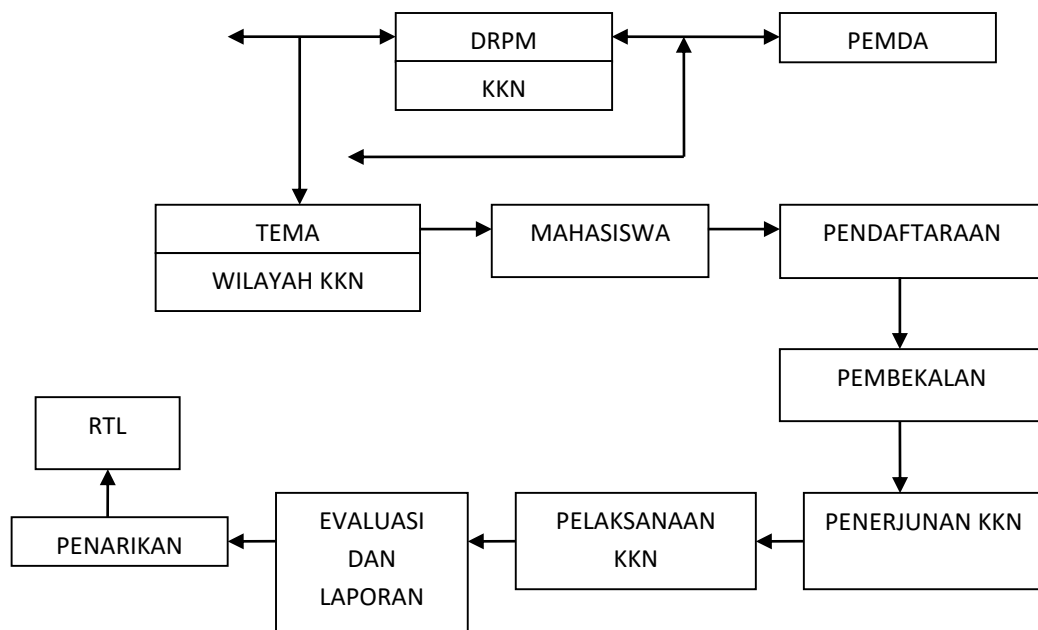 DRPM
KKN
PEMDA
TEMA
WILAYAH KKN
MAHASISWA
PENDAFTARAAN
PEMBEKALAN
RTL
PENERJUNAN KKN
PELAKSANAAN
KKN
EVALUASI
DAN
LAPORAN
PENARIKAN